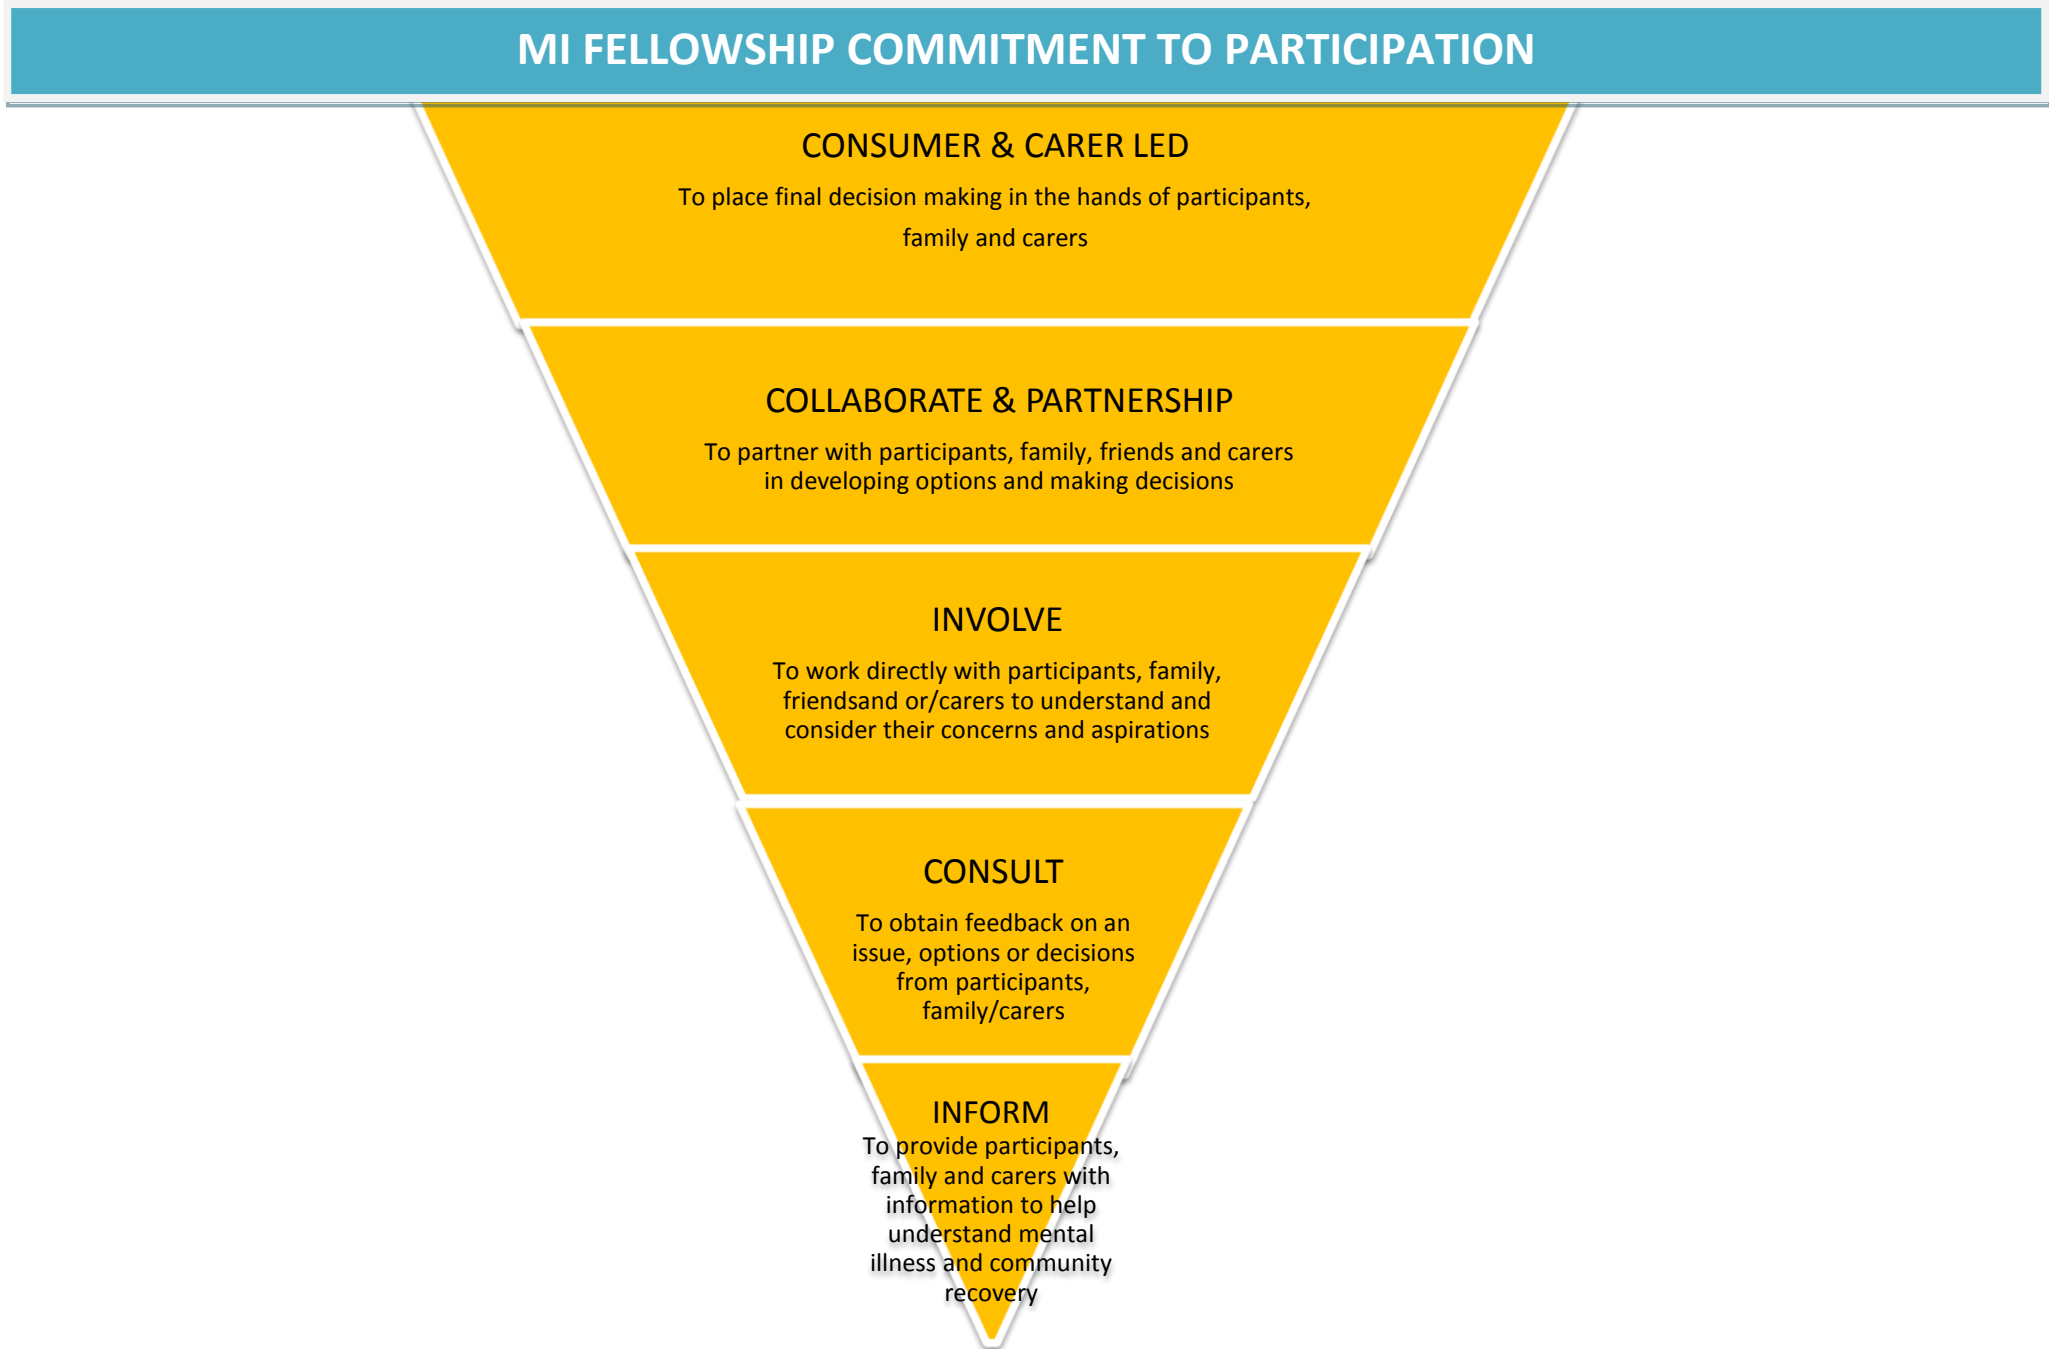 MI FELLOWSHIP COMMITMENT TO PARTICIPATION
CONSUMER & CARER LED
To place final decision making in the hands of participants,
family and carers
COLLABORATE & PARTNERSHIP
To partner with participants, family, friends and carers
in developing options and making decisions
INVOLVE
To work directly with participants, family,
friendsand or/carers to understand and
consider their concerns and aspirations
CONSULT
To obtain feedback on an
issue, options or decisions
from participants,
family/carers
INFORM
To provide participants,
family and carers with
information to help
understand mental
illness and community
recovery